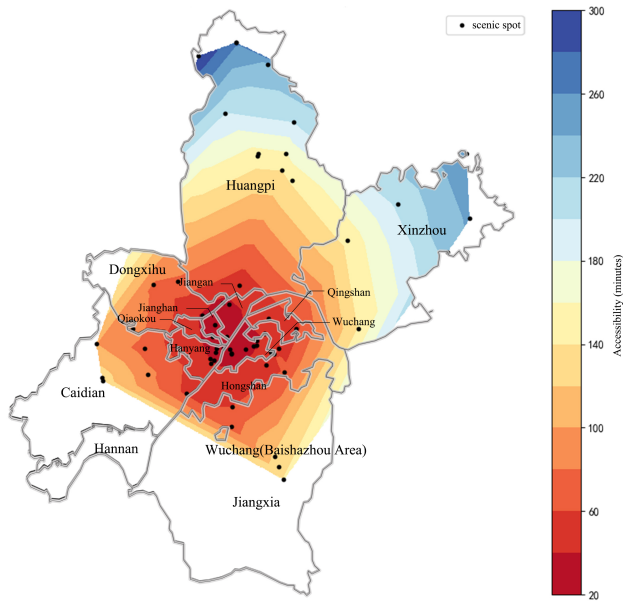 scenic spot
300
260
220
180
140
100
60
20
Accessibility (minutes)
Huangpi
Xinzhou
Dongxihu
Jiangan
Qingshan
Jianghan
Qiaokou
Wuchang
Hanyang
Hongshan
Caidian
Hannan
Wuchang(Baishazhou Area)
Jiangxia